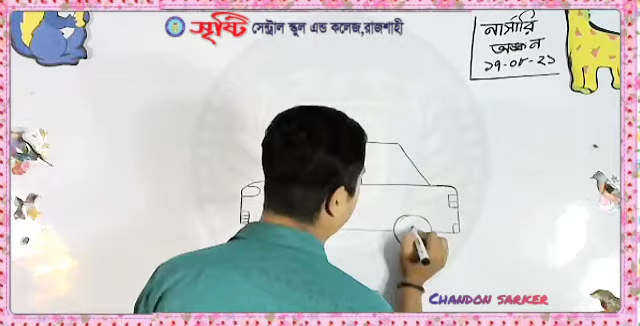 সৃষ্টি সেন্ট্রাল স্কুল এন্ড কলেজ,রাজশাহী
নার্সারি
অঙ্কন
১৭-০৮-২১
CHANDON SARKER